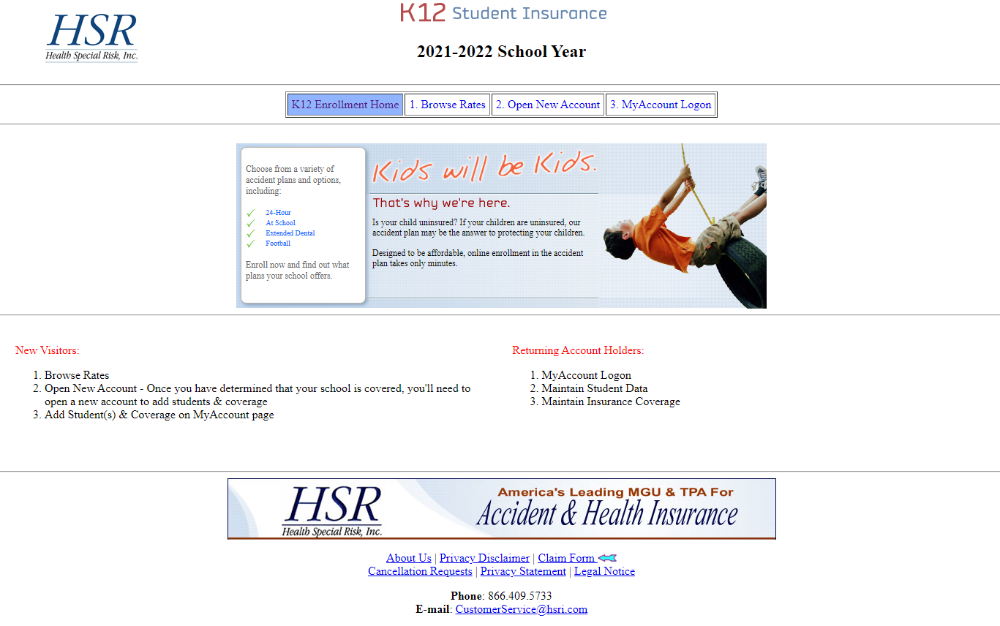 HSR
Health Special Risk, Inc.
K12 Student Insurance
2021-2022 School Year
K12 Enrollment Home
1. Browse Rates
2. Open New Account
3. MyAccount Logon
Choose from a variety of
accident plans and options,
including:
24-Hour
At School
Extended Dental
Football
Enroll now and find out what
plans your school offers.
Kids will be Kids.
That's why we're here.
Is your child uninsured? If your children are uninsured, our
accident plan may be the answer to protecting your children.
Designed to be affordable, online enrollment in the accident
plan takes only minutes.
New Visitors:
1. Browse Rates
2. Open New Account - Once you have determined that your school is covered, you'll need to
open a new account to add students & coverage
3. Add Student(s) & Coverage on MyAccount page
Returning Account Holders:
1. MyAccount Logon
2. Maintain Student Data
3. Maintain Insurance Coverage
HSR
Health Special Risk, Inc.
America's Leading MGU & TPA For
Accident & Health Insurance
About Us | Privacy Disclaimer | Claim Form
Cancellation Requests | Privacy Statement | Legal Notice
Phone: 866.409.5733
E-mail: CustomerService@hsri.com